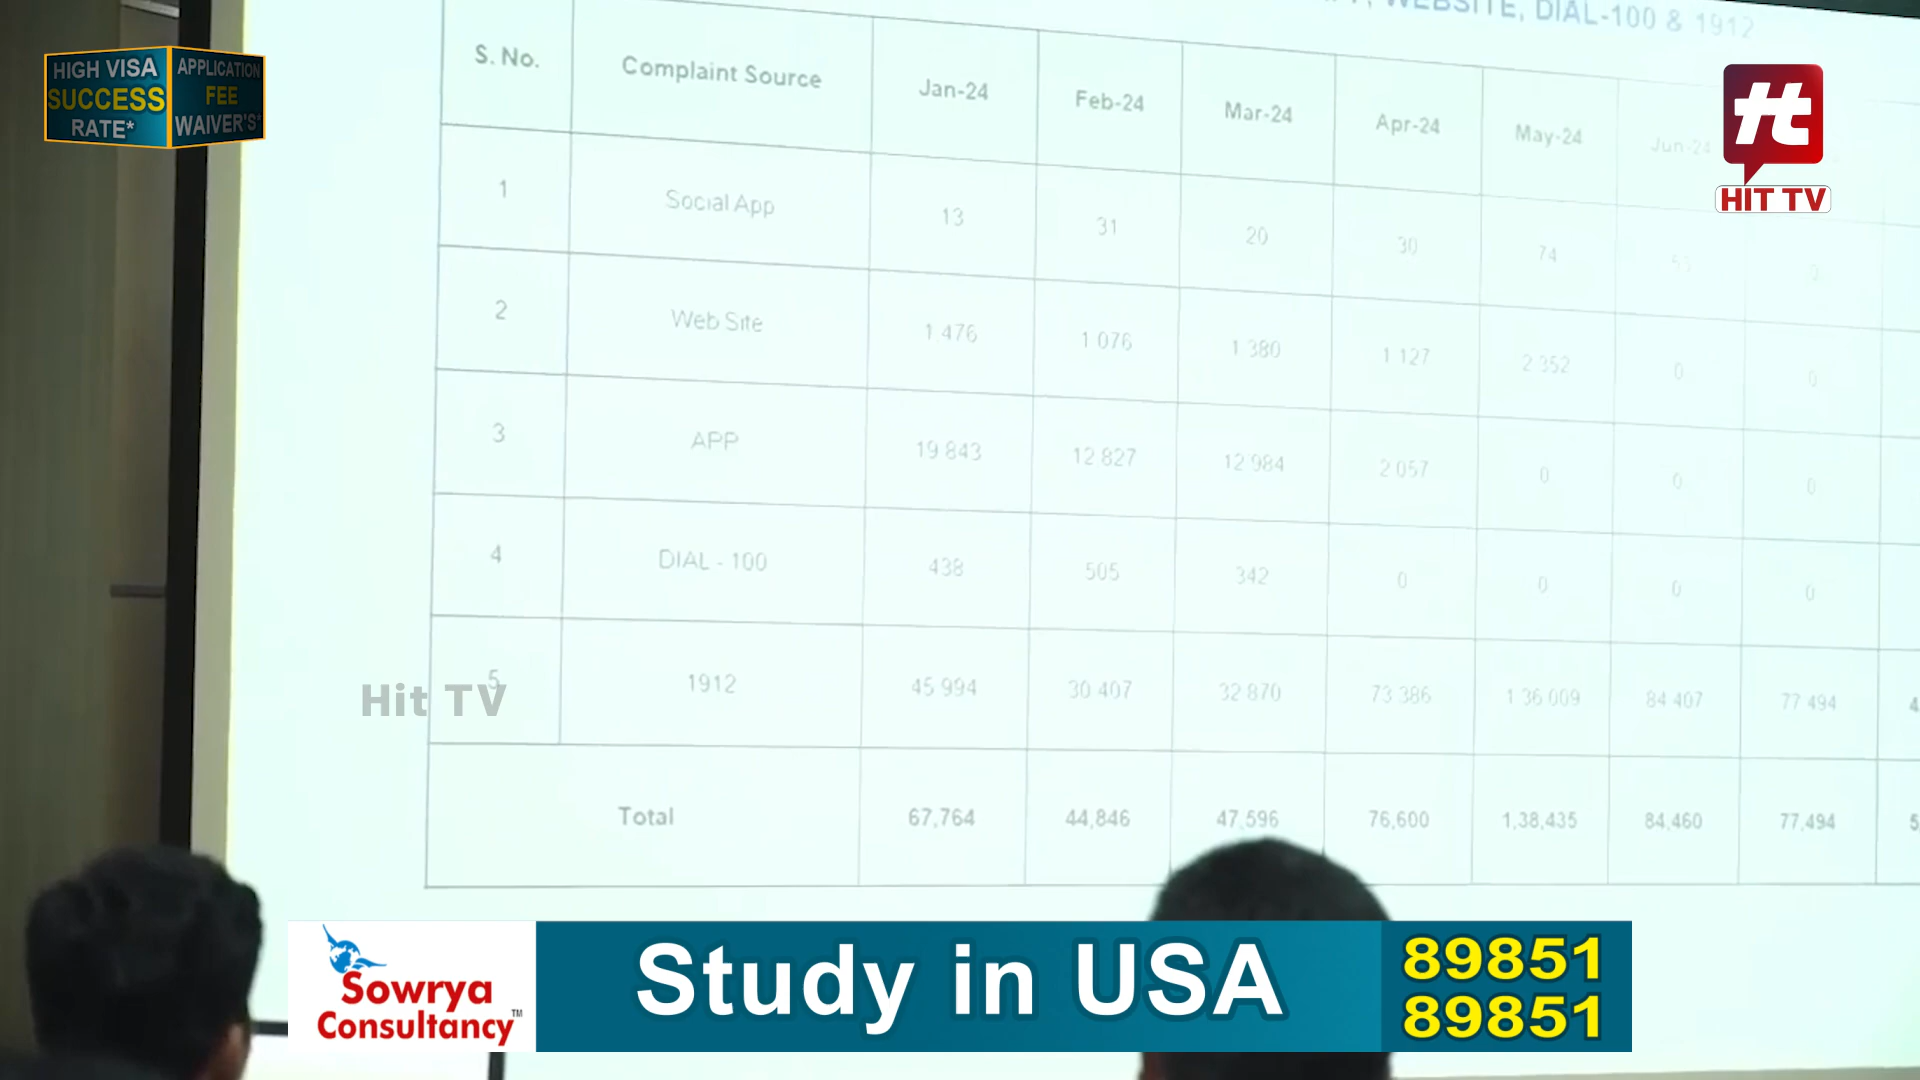 WEBSITE, DIAL-100 & 1912
S. No. Complaint Source Jan-24 Feb-24 Mar-24 Apr-24 May-24 Jun-24
1 Social App 13 31 20 30 74 0
2 Web Site 1 476 1 076 1 380 1 127 2 352 0 0
3 APP 19 843 12 827 12 984 2 057 0 0 0
4 DIAL - 100 438 505 342 0 0 0 0
5 1912 45 994 30 407 32 870 73 386 1 36 009 84 407 77 494
Total 67,764 44,846 47,596 76,600 1,38,435 84,460 77,494
HIGH VISA
SUCCESS
RATE*
APPLICATION
FEE
WAIVER'S*
HIT TV
Hit TV
Sowrya
Consultancy™
Study in USA
89851
89851